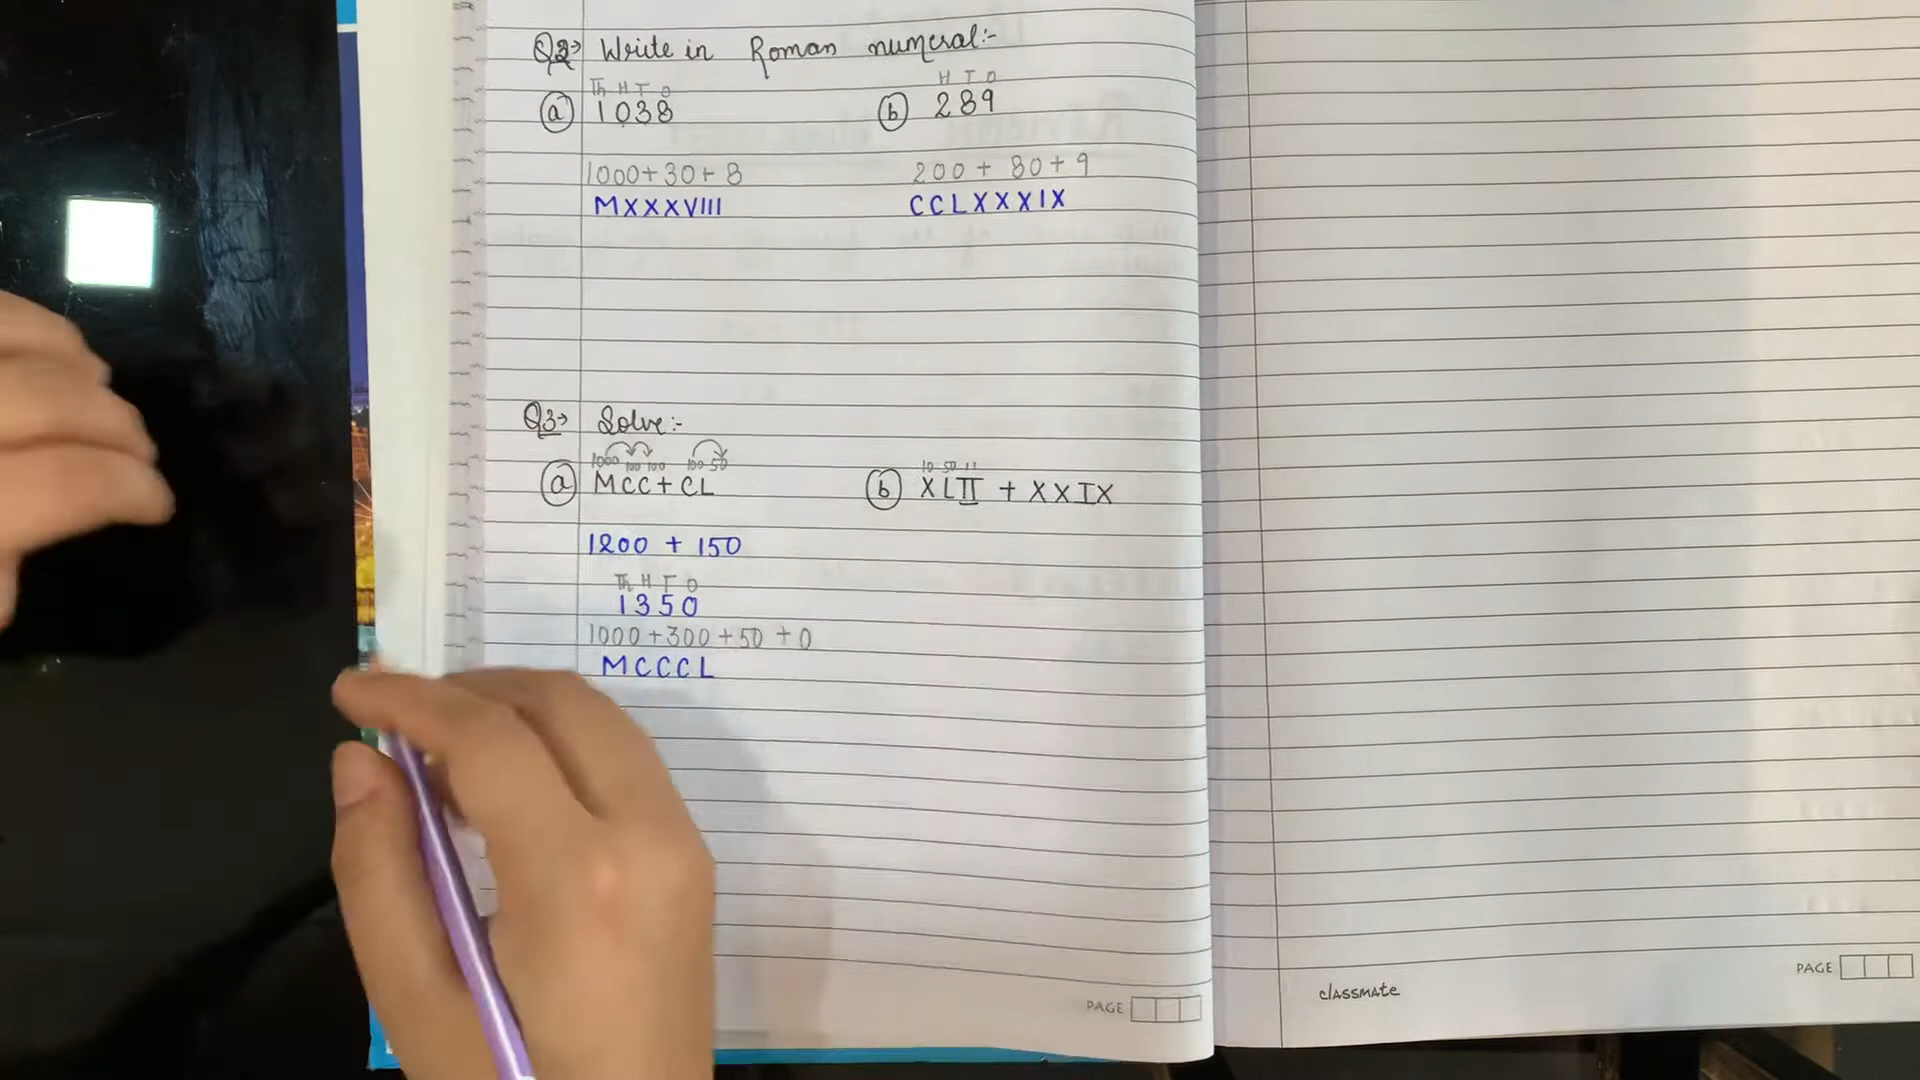 Q2→ Write in Roman numeral:-
Th H T O
ⓐ 1038
H T O
ⓑ 289
1000+30+8
200 + 80+9
MXXXVIII
CCLXXXIX
Q3→ Solve:-
1000 100 100 100 50
ⓐ MCC+CL
10 50 1 1
ⓑ XLII + XXIX
1200 + 150
Th H T O
1350
1000+300+50+0
MCCCL
PAGE
classmate
PAGE